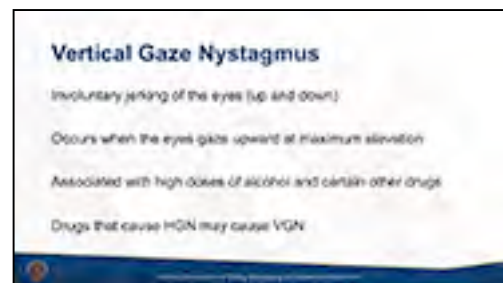 Vertical Gaze Nystagmus
Involuntary jerking of the eyes (up and down)
Occurs when the eyes gaze upward at maximum elevation
Associated with high doses of alcohol and certain other drugs
Drugs that cause HGN may cause VGN